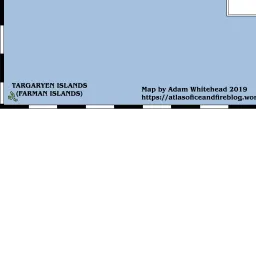 TARGARYEN ISLANDS
(FARMAN ISLANDS)
Map by Adam Whitehead 2019
https://atlasoficeandfireblog.wor